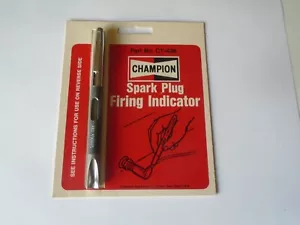 Part No. CT-436
CHAMPION
Spark Plug
Firing Indicator
SEE INSTRUCTIONS FOR USE ON REVERSE SIDE